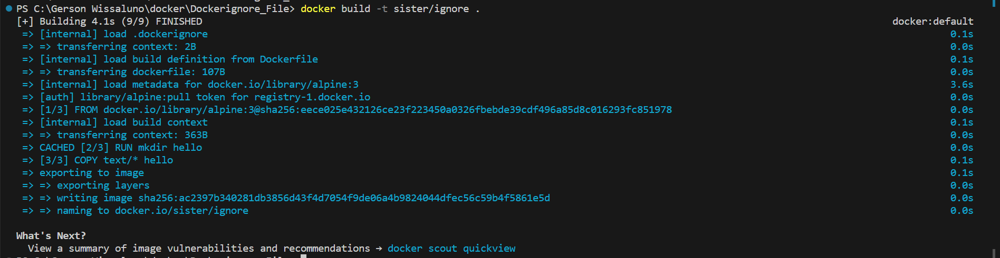 PS C:\Gerson Wissaluno\docker\Dockerignore_File> docker build -t sister/ignore .
[+] Building 4.1s (9/9) FINISHED docker:default
=> [internal] load .dockerignore 0.1s
=> => transferring context: 2B 0.0s
=> [internal] load build definition from Dockerfile 0.1s
=> => transferring dockerfile: 107B 0.0s
=> [internal] load metadata for docker.io/library/alpine:3 3.6s
=> [auth] library/alpine:pull token for registry-1.docker.io 0.0s
=> [1/3] FROM docker.io/library/alpine:3@sha256:eece025e432126ce23f223450a0326fbebde39cdf496a85d8c016293fc851978 0.0s
=> [internal] load build context 0.1s
=> => transferring context: 363B 0.0s
=> CACHED [2/3] RUN mkdir hello 0.0s
=> [3/3] COPY text/* hello 0.1s
=> exporting to image 0.1s
=> => exporting layers 0.0s
=> => writing image sha256:ac2397b340281db3856d43f4d7054f9de06a4b9824044dfec56c59b4f5861e5d 0.0s
=> => naming to docker.io/sister/ignore 0.0s
What's Next?
View a summary of image vulnerabilities and recommendations → docker scout quickview